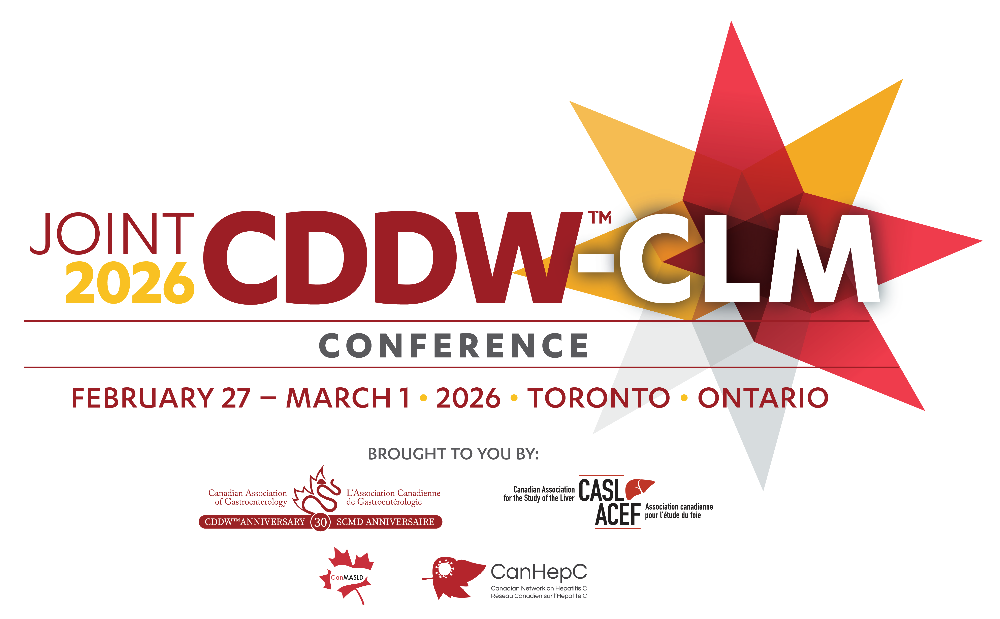 JOINT
2026
CDDW™-CLM
CONFERENCE
FEBRUARY 27 – MARCH 1 • 2026 • TORONTO • ONTARIO
BROUGHT TO YOU BY:
Canadian Association
of Gastroenterology
L’Association Canadienne
de Gastroentérologie
CDDW™ANNIVERSARY 30 SCMD ANNIVERSAIRE
Canadian Association
for the Study of the Liver
CASL
ACEF
Association canadienne
pour l’étude du foie
CanMASLD
CanHepC
Canadian Network on Hepatitis C
Réseau Canadien sur l’Hépatite C